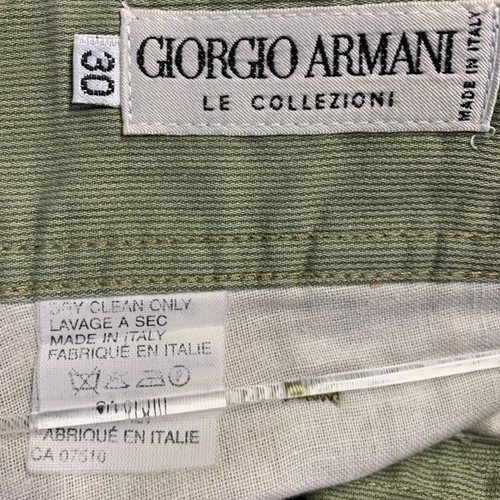 30
GIORGIO ARMANI
LE COLLEZIONI
MADE IN ITALY
DRY CLEAN ONLY
LAVAGE A SEC
MADE IN ITALY
FABRIQUÉ EN ITALIE
FABRIQUÉ EN ITALIE
CA 07510